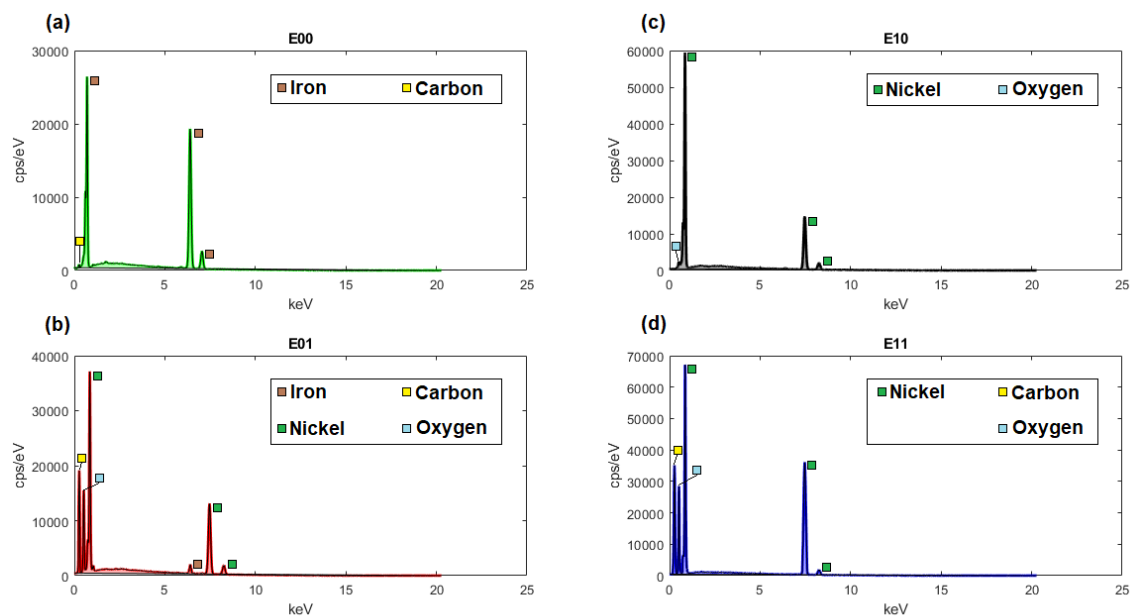 (a)
E00
30000
20000
10000
0
cps/eV
Iron Carbon
0 5 10 15 20 25
keV
(c)
E10
60000
50000
40000
30000
20000
10000
0
cps/eV
Nickel Oxygen
0 5 10 15 20 25
keV
(b)
E01
40000
30000
20000
10000
0
cps/eV
Iron Carbon
Nickel Oxygen
0 5 10 15 20 25
keV
(d)
E11
70000
60000
50000
40000
30000
20000
10000
0
cps/eV
Nickel Carbon
Oxygen
0 5 10 15 20 25
keV